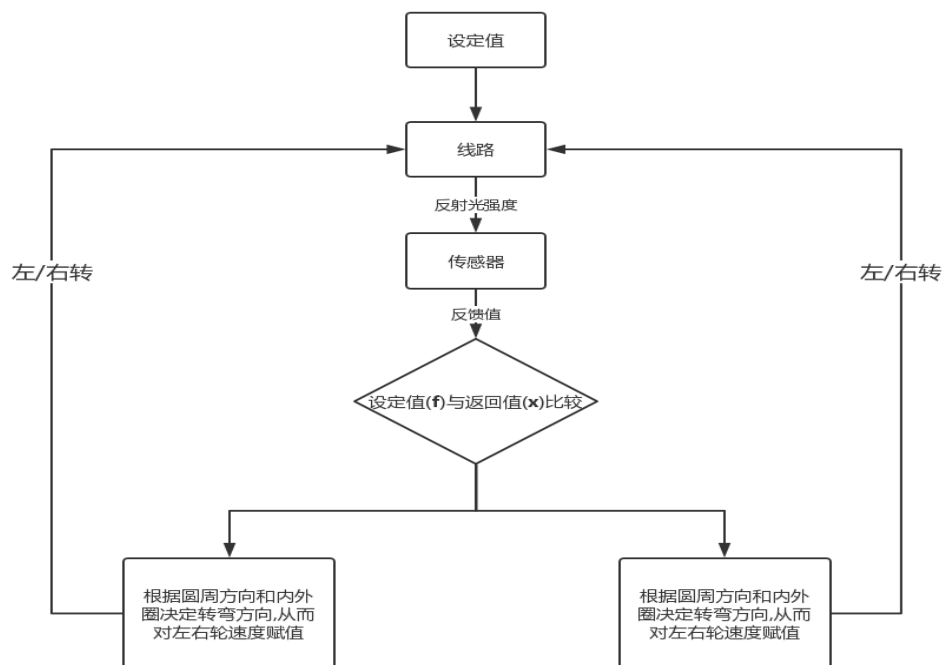 设定值
线路
反射光强度
传感器
左/右转
左/右转
反馈值
设定值(f)与返回值(x)比较
根据圆周方向和内外
圈决定转弯方向,从而
对左右轮速度赋值
根据圆周方向和内外
圈决定转弯方向,从而
对左右轮速度赋值